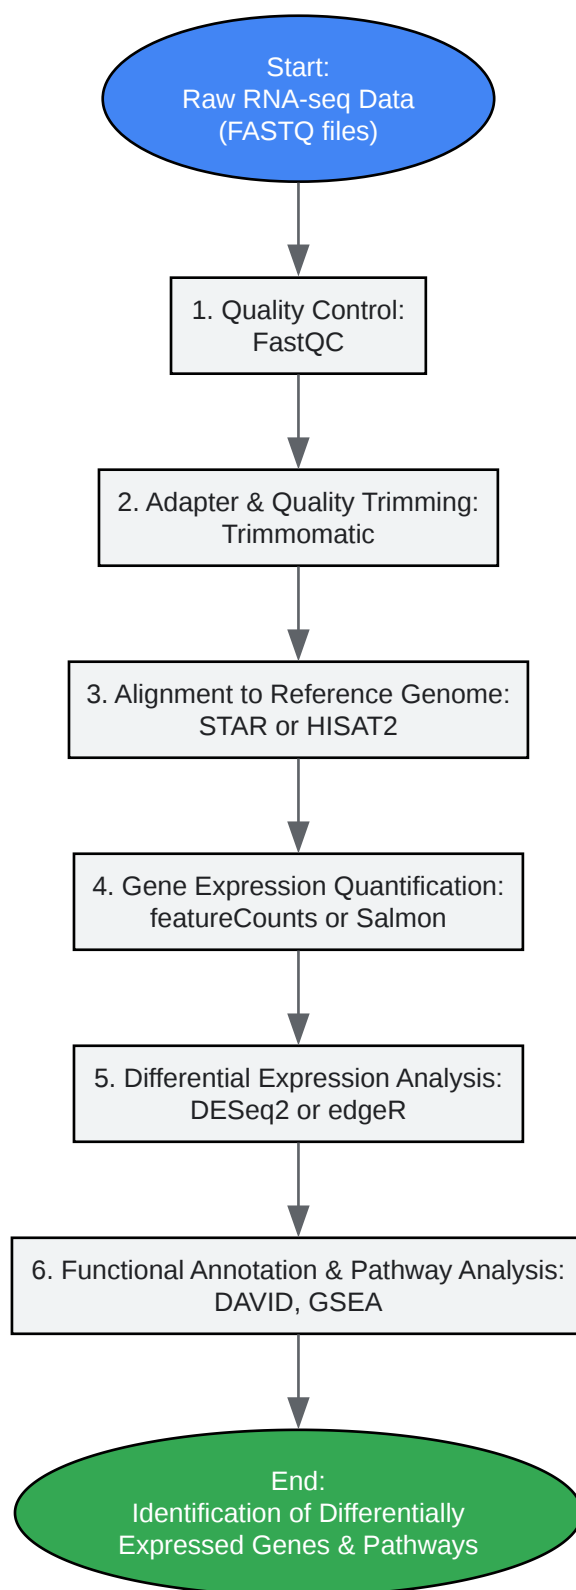 Start:
Raw RNA-seq Data
(FASTQ files)
1. Quality Control:
FastQC
2. Adapter & Quality Trimming:
Trimmomatic
3. Alignment to Reference Genome:
STAR or HISAT2
4. Gene Expression Quantification:
featureCounts or Salmon
5. Differential Expression Analysis:
DESeq2 or edgeR
6. Functional Annotation & Pathway Analysis:
DAVID, GSEA
End:
Identification of Differentially
Expressed Genes & Pathways